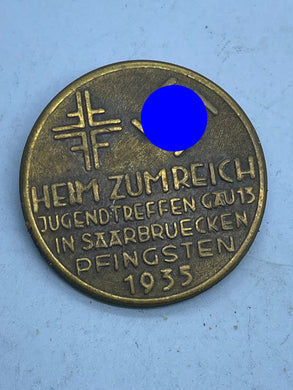 HEIM ZUM REICH
JUGENDTREFFEN GAU 13
IN SAARBRUECKEN
PFINGSTEN
1935